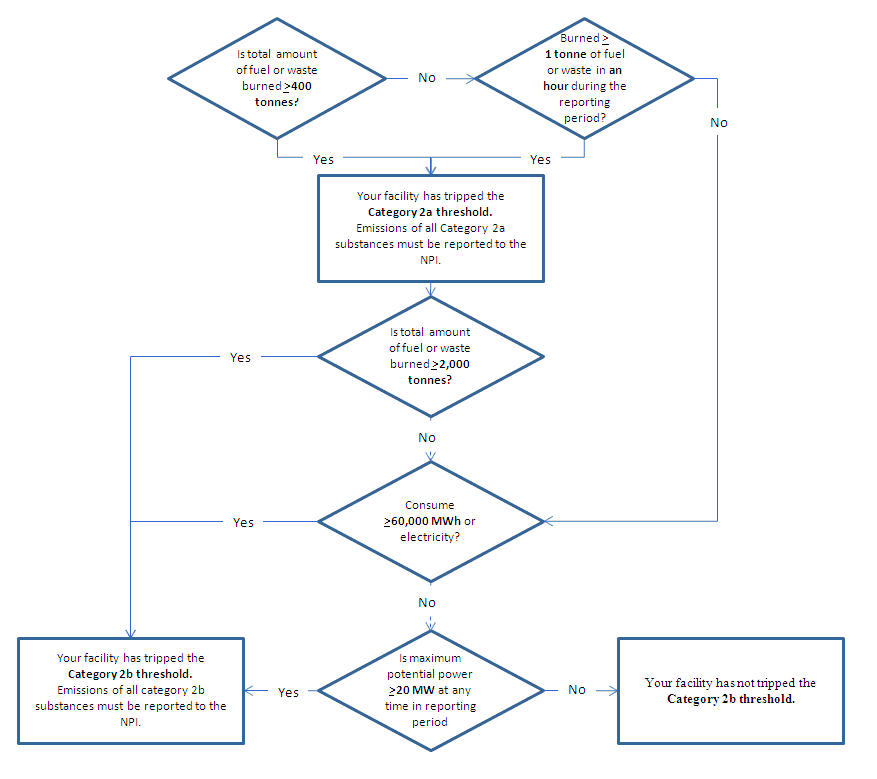 Is total amount
of fuel or waste
burned ≥400
tonnes?
No
Burned ≥
1 tonne of fuel
or waste in an
hour during the
reporting
period?
No
Yes
Yes
Your facility has tripped the
Category 2a threshold.
Emissions of all Category 2a
substances must be reported to the
NPI.
Is total amount
of fuel or waste
burned ≥2,000
tonnes?
Yes
No
Consume
≥60,000 MWh or
electricity?
Yes
No
Your facility has tripped the
Category 2b threshold.
Emissions of all category 2b
substances must be reported to the
NPI.
Yes
Is maximum
potential power
≥20 MW at any
time in reporting
period
No
Your facility has not tripped the
Category 2b threshold.